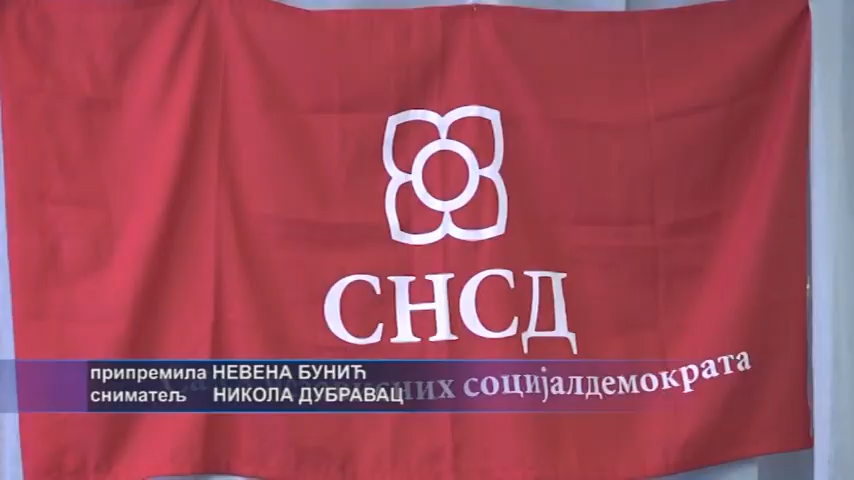 СНСД
социјалдемократа
припремила НЕВЕНА БУНИЋ
сниматељ НИКОЛА ДУБРАВАЦ